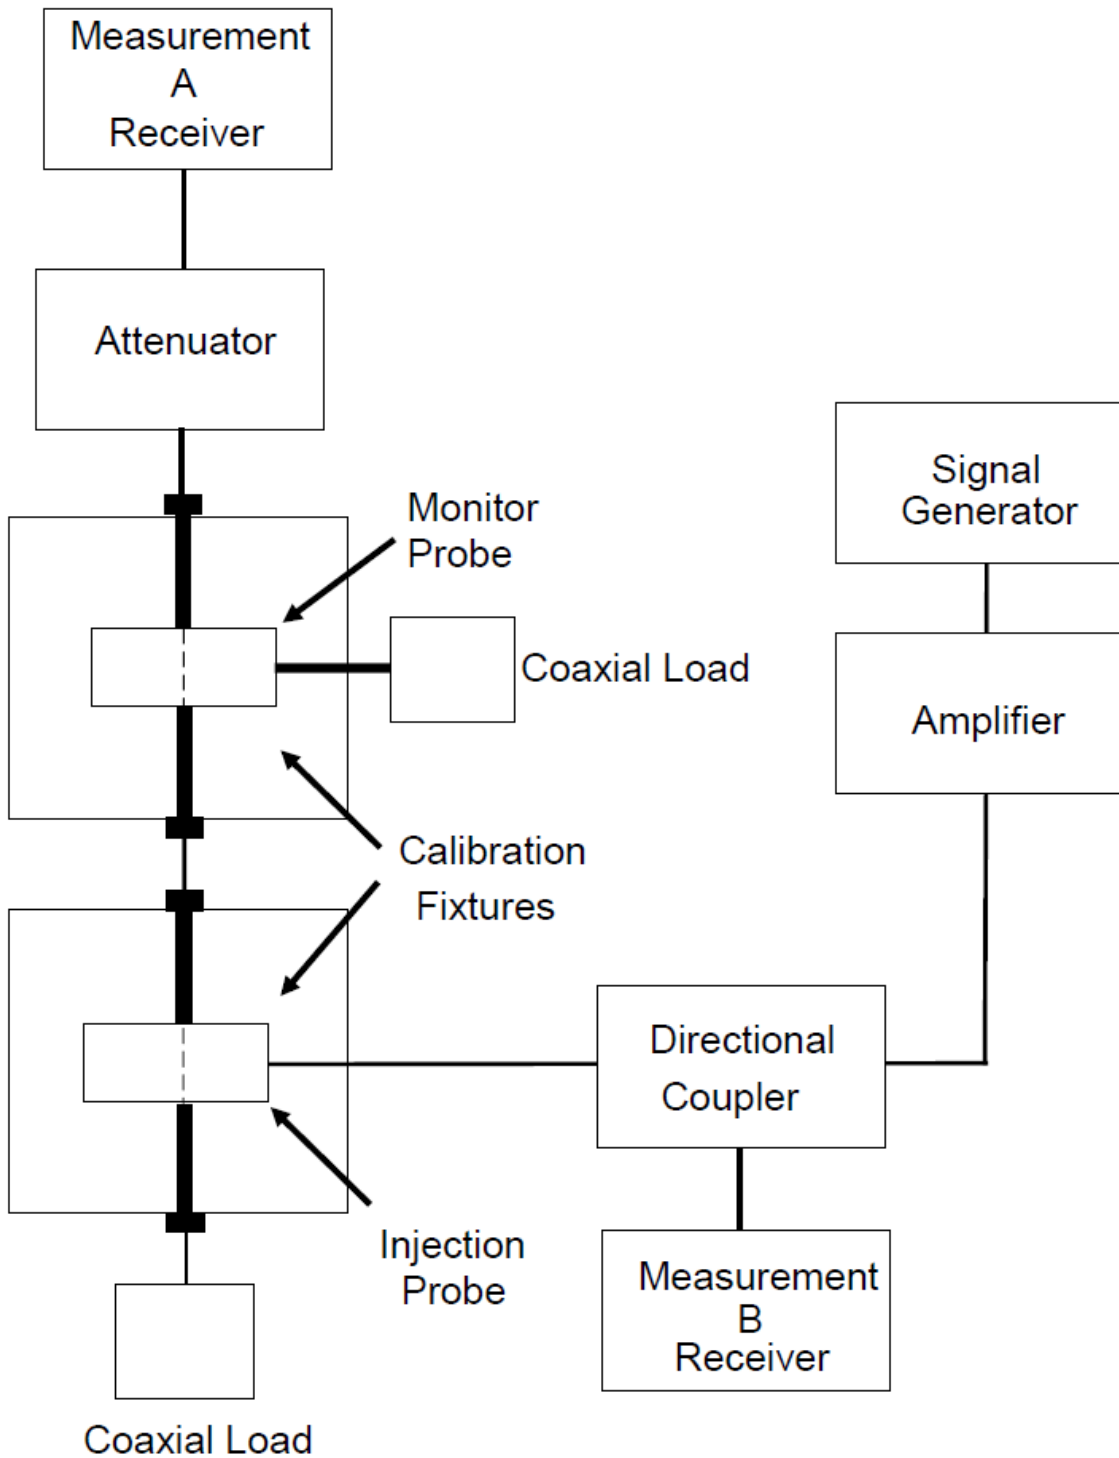 Measurement
A
Receiver
Attenuator
Monitor
Probe
Coaxial Load
Signal
Generator
Amplifier
Calibration
Fixtures
Directional
Coupler
Injection
Probe
Measurement
B
Receiver
Coaxial Load